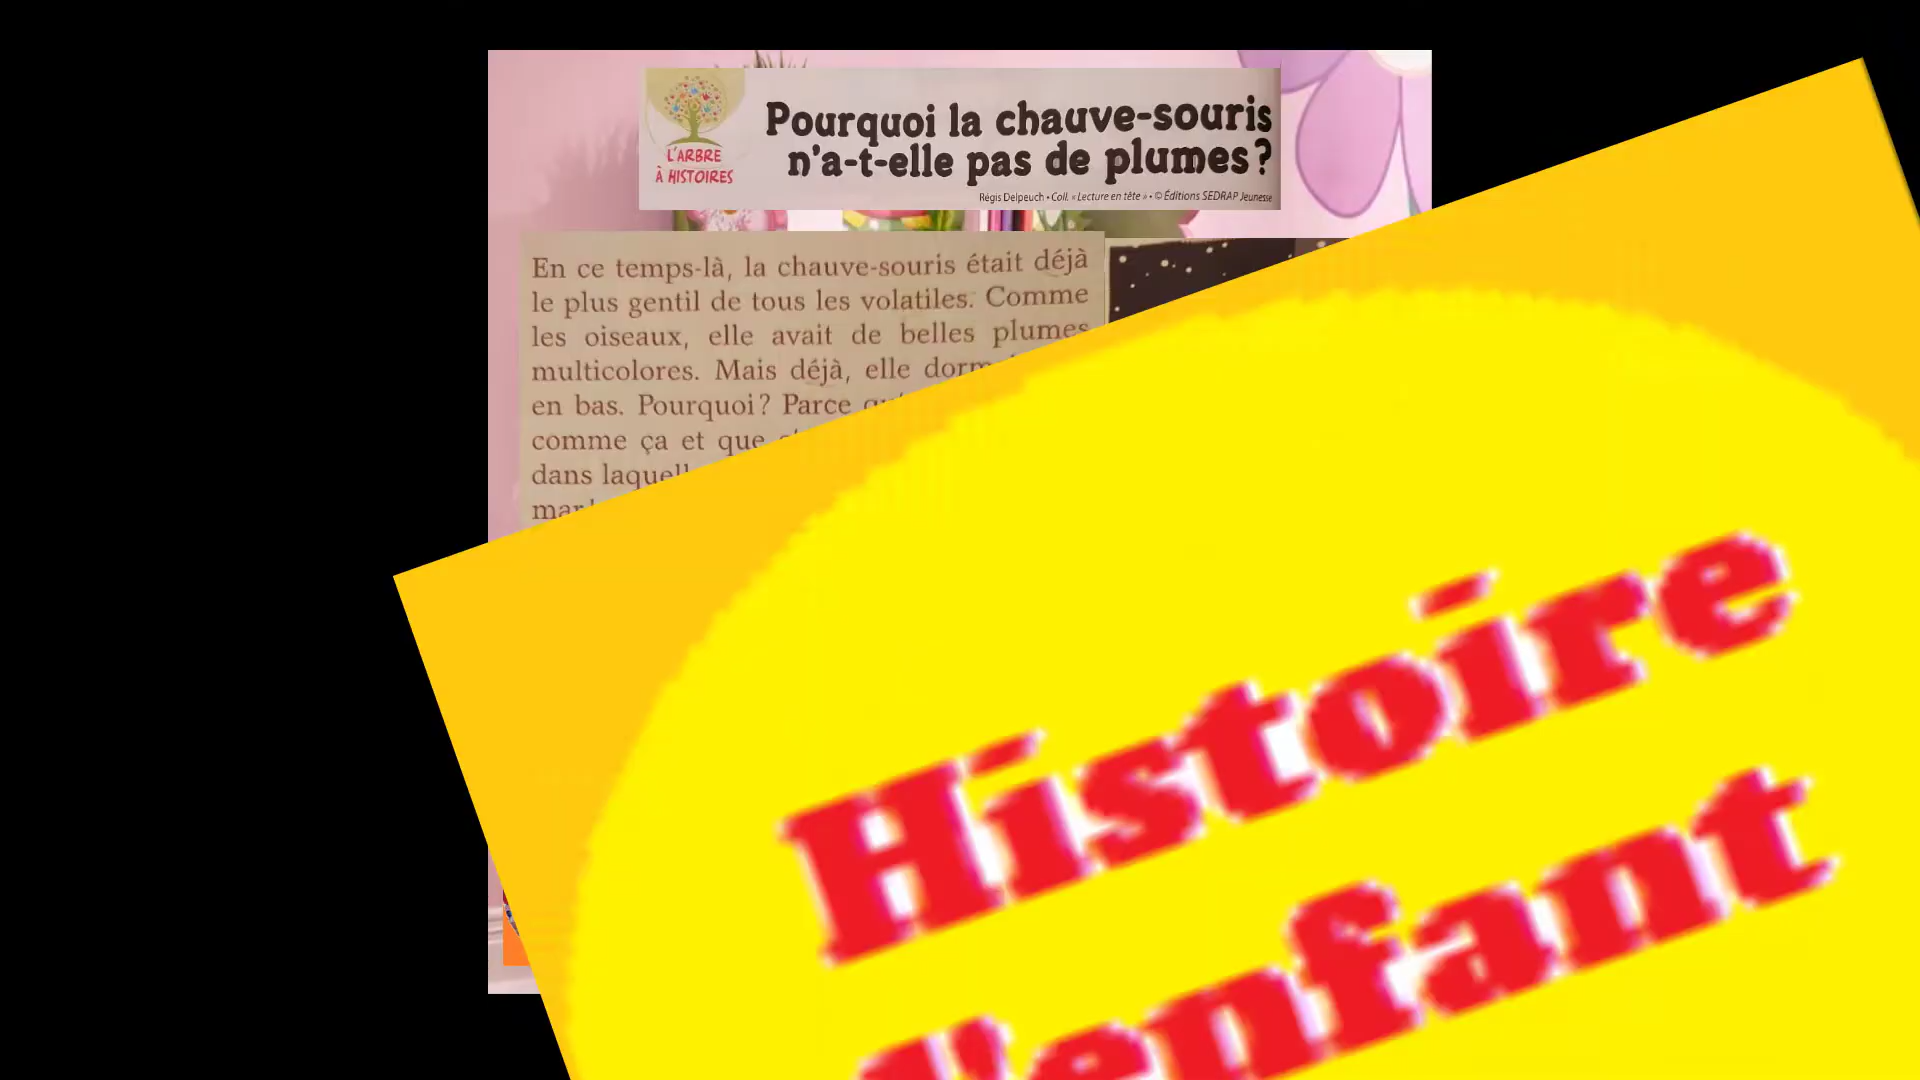 L'ARBRE
À HISTOIRES
Pourquoi la chauve-souris
n'a-t-elle pas de plumes?
Régis Delpeuch • Coll. « Lecture en tête » • © Éditions SEDRAP Jeunesse
En ce temps-là, la chauve-souris était déjà
le plus gentil de tous les volatiles. Comme
les oiseaux, elle avait de belles plumes
multicolores. Mais déjà, elle
en bas. Pourquoi? Parce
comme ça et que
dans
Histoire
d'enfant